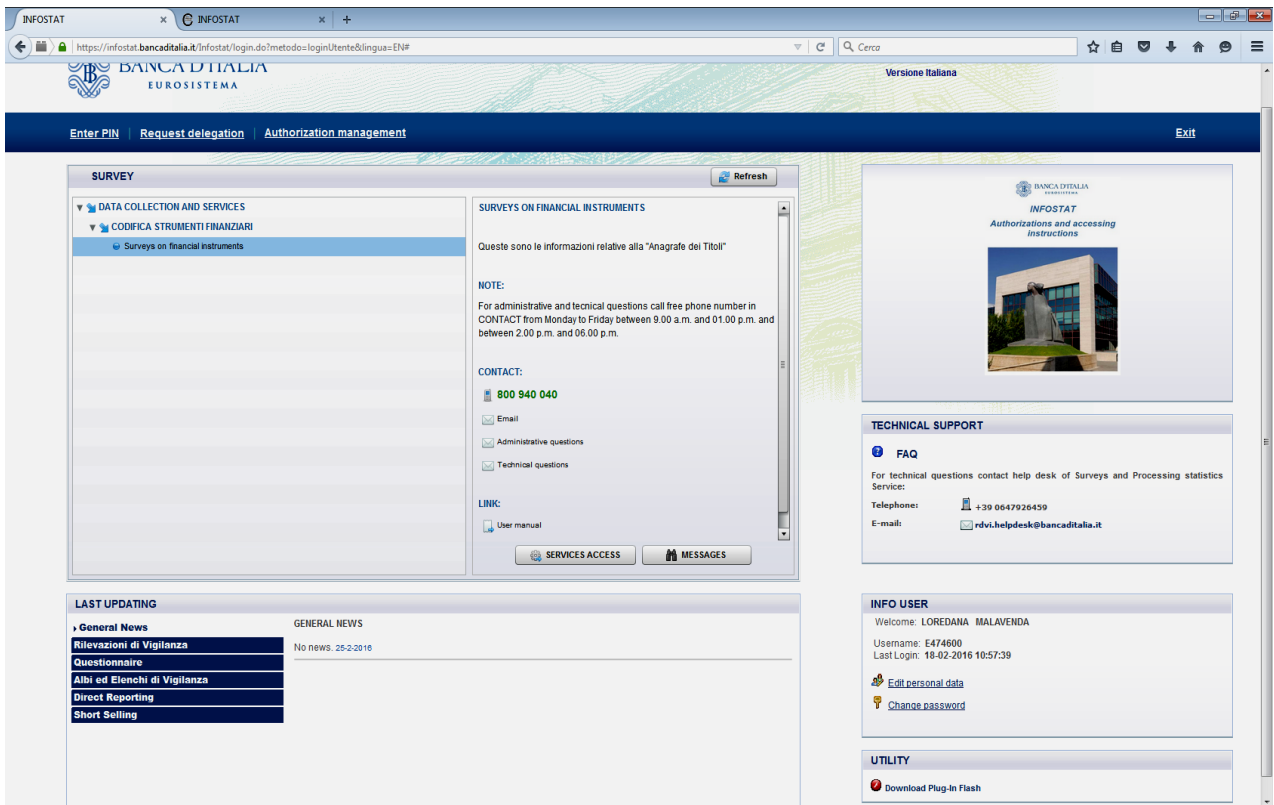 INFOSTAT
INFOSTAT
https://infostat.bancaditalia.it/Infostat/login.do?metodo=loginUtente&lingua=EN#
Cerca
BANCA D'ITALIA
EUROSISTEMA
Versione Italiana
Enter PIN | Request delegation | Authorization management
Exit
SURVEY
Refresh
DATA COLLECTION AND SERVICES
CODIFICA STRUMENTI FINANZIARI
Surveys on financial instruments
SURVEYS ON FINANCIAL INSTRUMENTS
Queste sono le informazioni relative alla "Anagrafe dei Titoli"
NOTE:
For administrative and tecnical questions call free phone number in
CONTACT from Monday to Friday between 9.00 a.m. and 01.00 p.m. and
between 2.00 p.m. and 06.00 p.m.
CONTACT:
800 940 040
Email
Administrative questions
Technical questions
LINK:
User manual
SERVICES ACCESS
MESSAGES
BANCA D'ITALIA
EUROSISTEMA
INFOSTAT
Authorizations and accessing
instructions
TECHNICAL SUPPORT
FAQ
For technical questions contact help desk of Surveys and Processing statistics
Service:
Telephone: +39 0647926459
E-mail: rdvi.helpdesk@bancaditalia.it
LAST UPDATING
General News
Rilevazioni di Vigilanza
Questionnaire
Albi ed Elenchi di Vigilanza
Direct Reporting
Short Selling
GENERAL NEWS
No news. 25-2-2016
INFO USER
Welcome: LOREDANA MALAVENDA
Username: E474600
Last Login: 18-02-2016 10:57:39
Edit personal data
Change password
UTILITY
Download Plug-In Flash